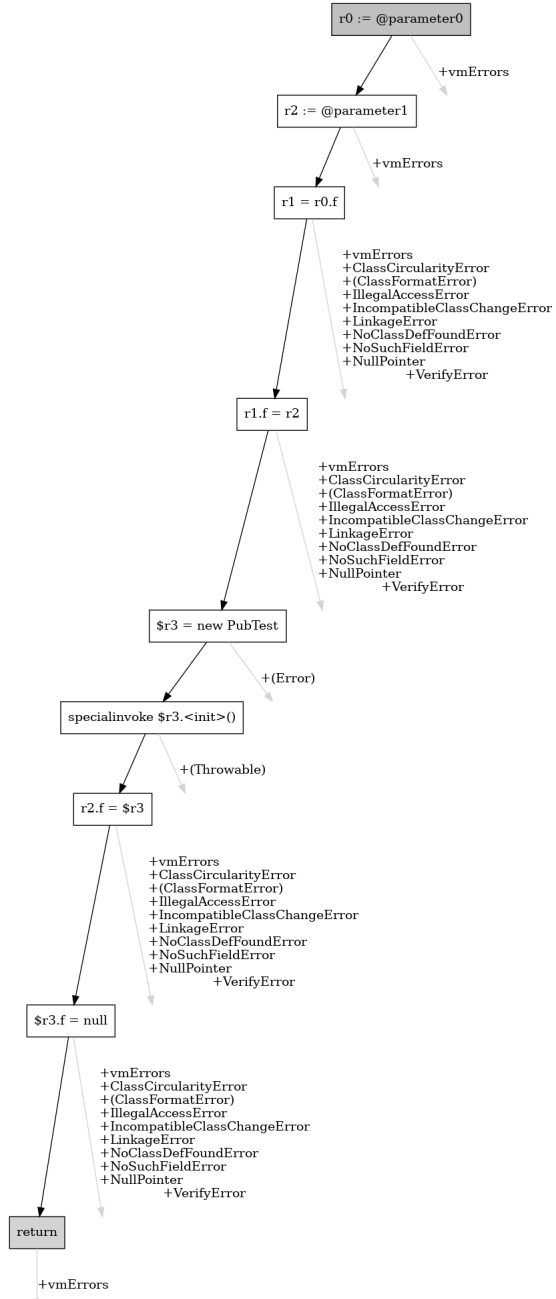 r0 := @parameter0
+vmErrors
r2 := @parameter1
+vmErrors
r1 = r0.f
+vmErrors
+ClassCircularityError
+(ClassFormatError)
+IllegalAccessError
+IncompatibleClassChangeError
+LinkageError
+NoClassDefFoundError
+NoSuchFieldError
+NullPointer
+VerifyError
r1.f = r2
+vmErrors
+ClassCircularityError
+(ClassFormatError)
+IllegalAccessError
+IncompatibleClassChangeError
+LinkageError
+NoClassDefFoundError
+NoSuchFieldError
+NullPointer
+VerifyError
$r3 = new PubTest
+(Error)
specialinvoke $r3.<init>()
+(Throwable)
r2.f = $r3
+vmErrors
+ClassCircularityError
+(ClassFormatError)
+IllegalAccessError
+IncompatibleClassChangeError
+LinkageError
+NoClassDefFoundError
+NoSuchFieldError
+NullPointer
+VerifyError
$r3.f = null
+vmErrors
+ClassCircularityError
+(ClassFormatError)
+IllegalAccessError
+IncompatibleClassChangeError
+LinkageError
+NoClassDefFoundError
+NoSuchFieldError
+NullPointer
+VerifyError
return
+vmErrors